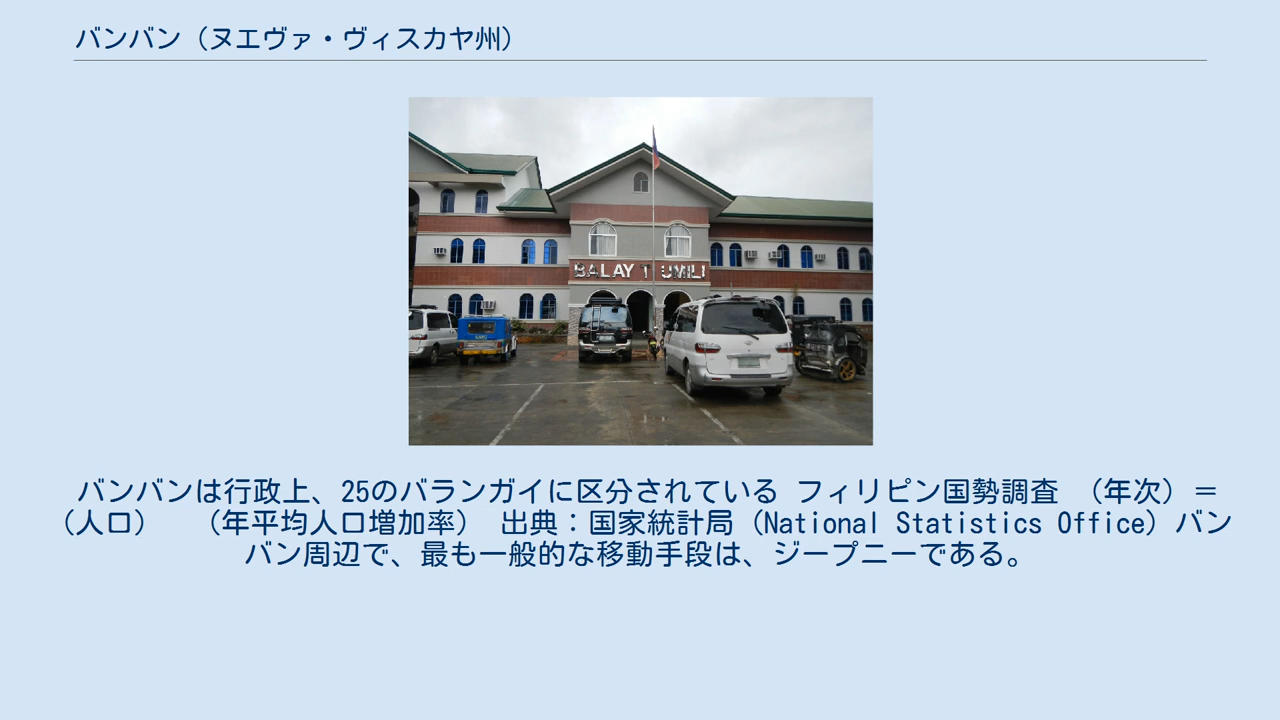 バンバン（ヌエヴァ・ヴィスカヤ州）
BALAY T UMILI
バンバンは行政上、25のバランガイに区分されている フィリピン国勢調査 （年次）＝
（人口）　（年平均人口増加率） 出典：国家統計局（National Statistics Office）バン
バン周辺で、最も一般的な移動手段は、ジープニーである。